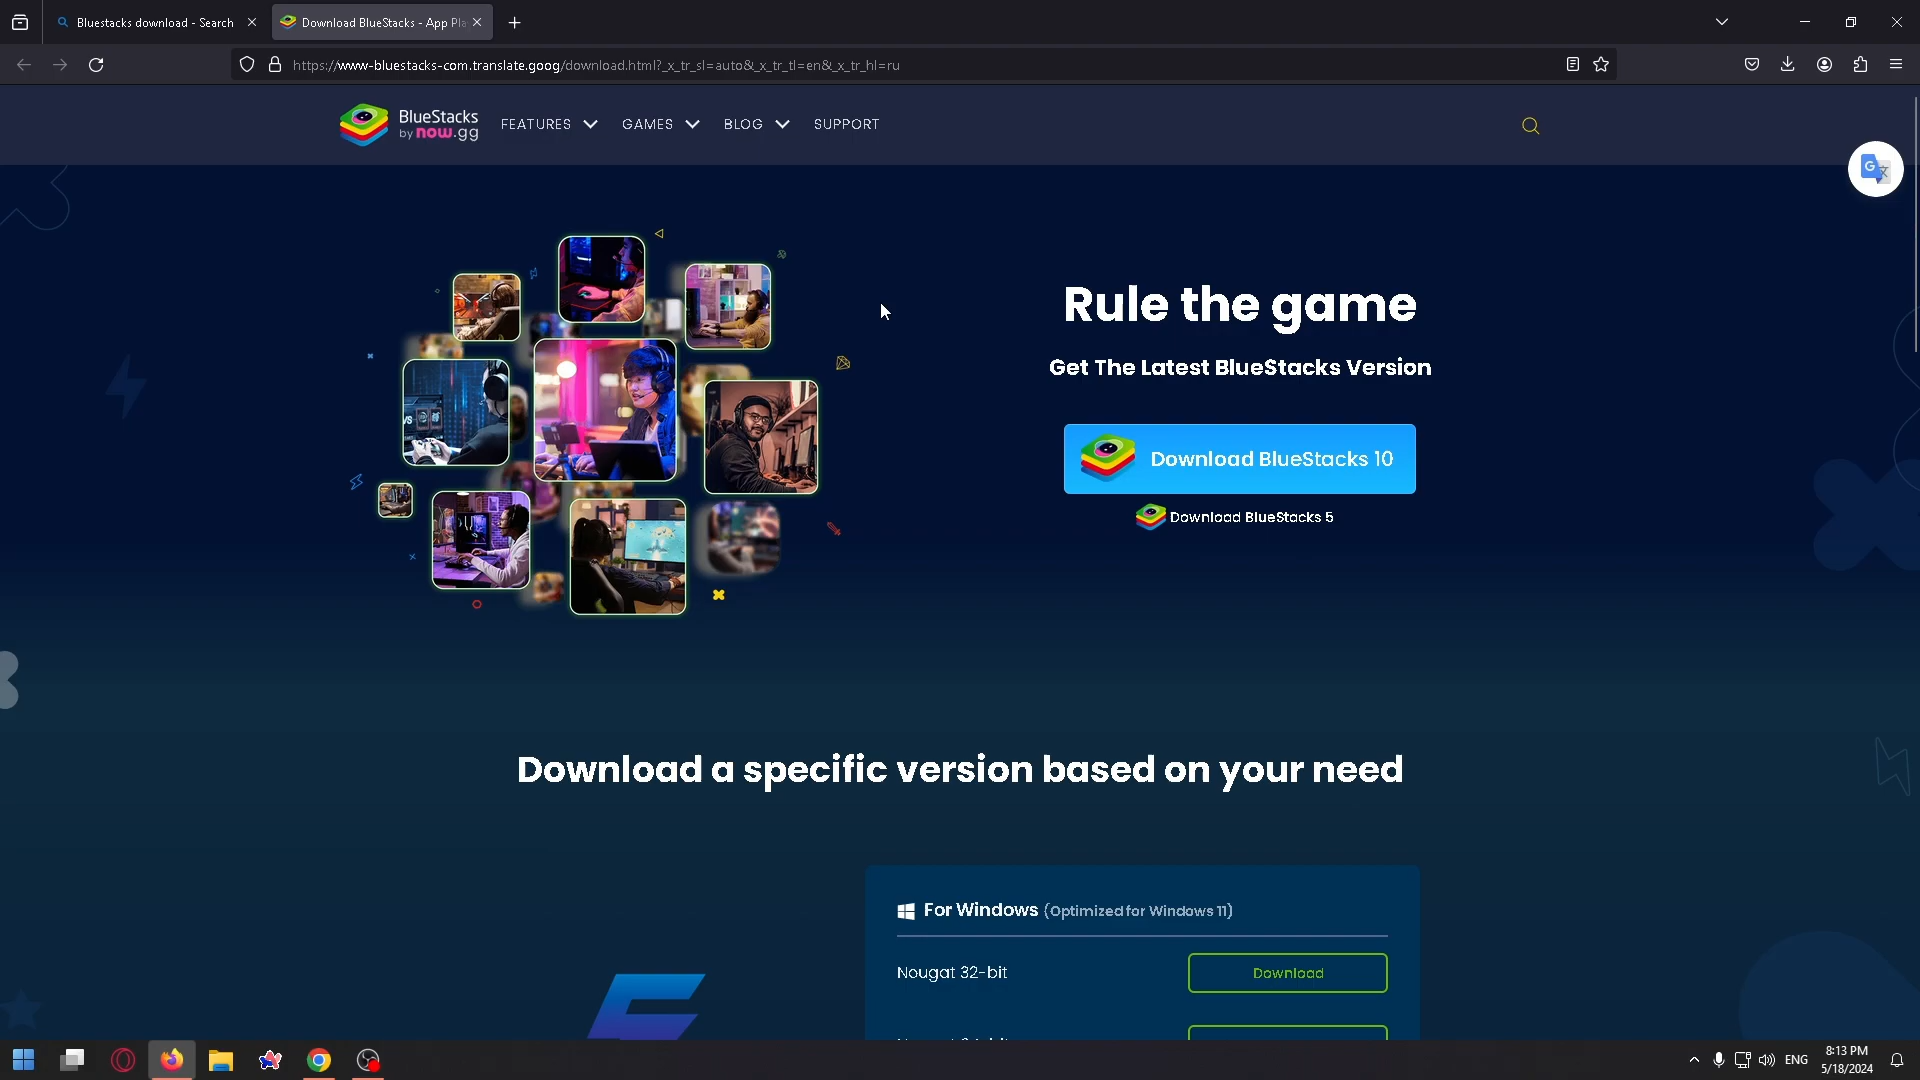 Bluestacks download - Search
Download BlueStacks - App Pla
https://www-bluestacks-com.translate.goog/download.html?_x_tr_sl=auto&_x_tr_tl=en&_x_tr_hl=ru
BlueStacks
by now.gg
FEATURES
GAMES
BLOG
SUPPORT
Rule the game
Get The Latest BlueStacks Version
Download BlueStacks 10
Download BlueStacks 5
Download a specific version based on your need
For Windows (Optimized for Windows 11)
Nougat 32-bit
Download
ENG
8:13 PM
5/18/2024